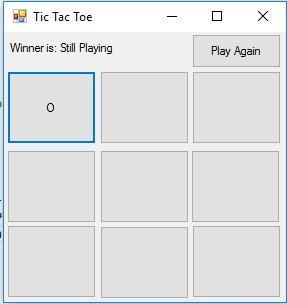 Tic Tac Toe
Winner is: Still Playing
Play Again
O